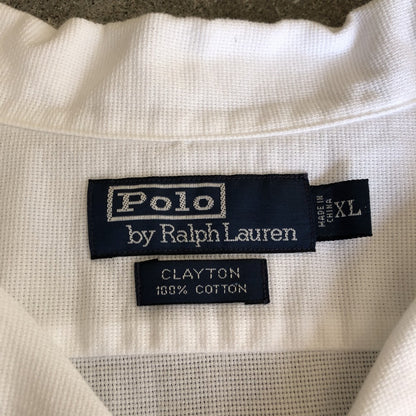 Polo
by Ralph Lauren
MADE IN
CHINA
XL
CLAYTON
100% COTTON